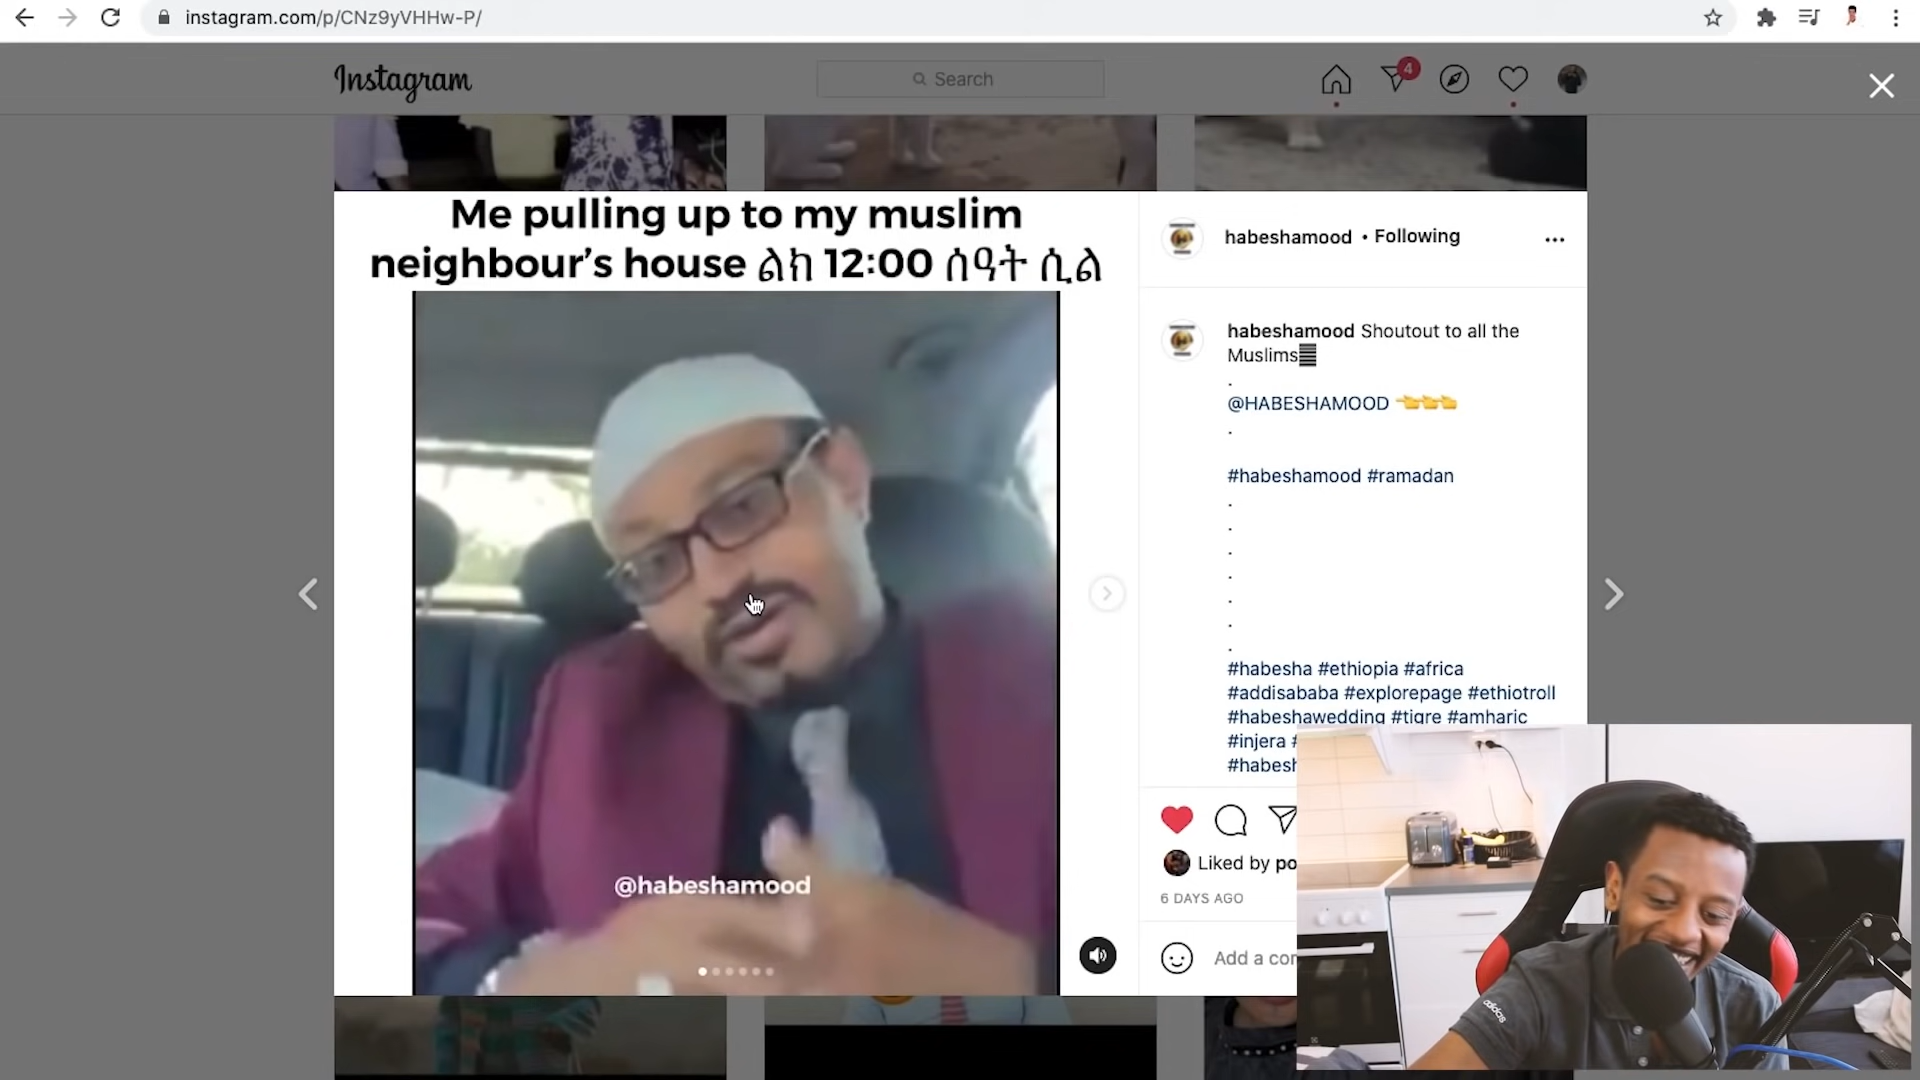 instagram.com/p/CNz9yVHHw-P/
Instagram
Search
4
Me pulling up to my muslim
neighbour's house ልክ 12:00 ሰዓት ሲል
@habeshamood
habeshamood • Following
habeshamood Shoutout to all the
Muslims
.
@HABESHAMOOD 👈👈👈
.
#habeshamood #ramadan
.
.
.
.
.
.
.
#habesha #ethiopia #africa
#addisababa #explorepage #ethiotroll
#habeshawedding #tigre #amharic
#injera #
#habesh
Liked by po
6 DAYS AGO
Add a co
adidas